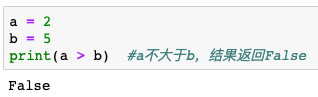 a = 2
b = 5
print(a > b)  #a不大于b，结果返回False
False